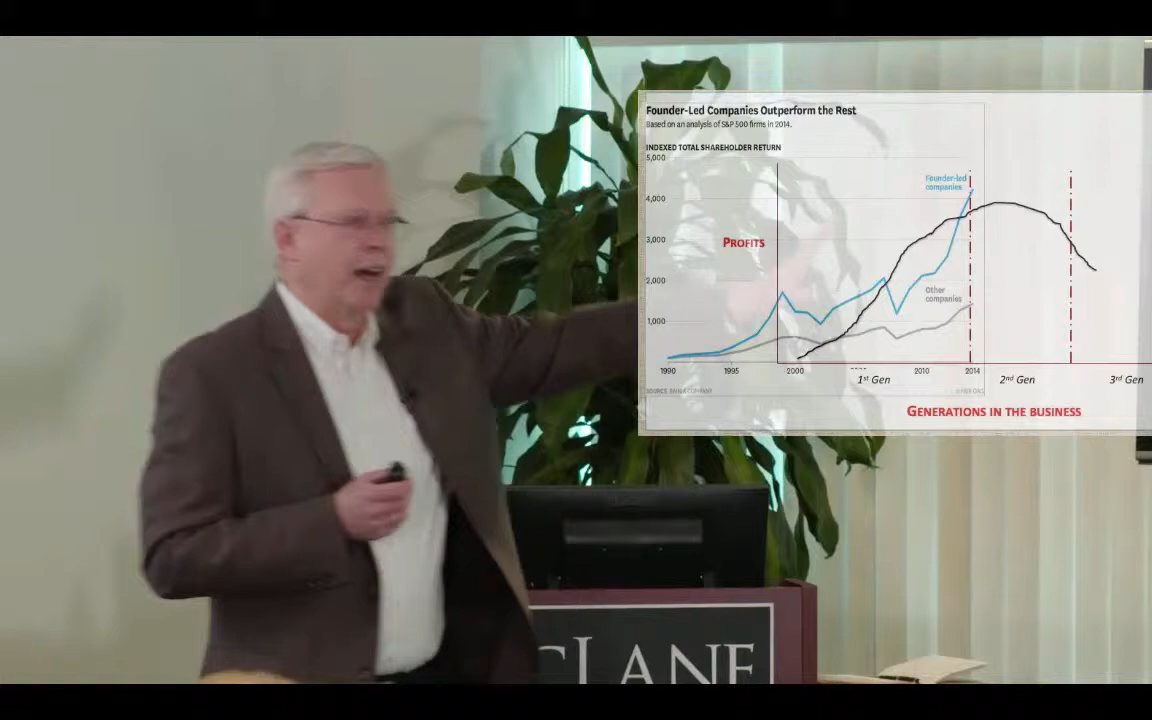 Founder-Led Companies Outperform the Rest
Based on an analysis of S&P 500 firms in 2014.
INDEXED TOTAL SHAREHOLDER RETURN
5,000
4,000
3,000
2,000
1,000
Founder-led
companies
PROFITS
Other
companies
1990 1995 2000 2010 2014
1st Gen 2nd Gen 3rd Gen
SOURCE BAIN & COMPANY
GENERATIONS IN THE BUSINESS
LANE